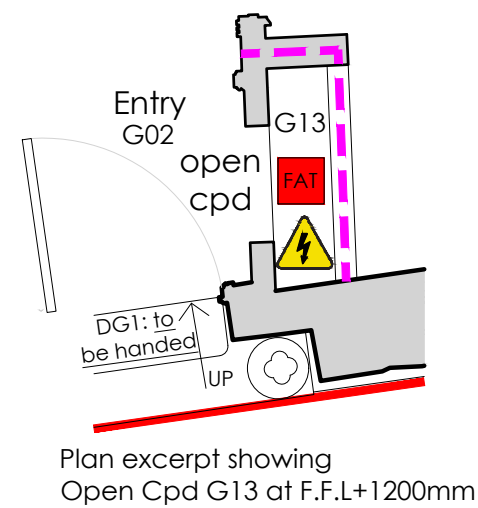 Entry
G02
G13
open
cpd
FAT
DG1: to
be handed
UP
Plan excerpt showing
Open Cpd G13 at F.F.L+1200mm